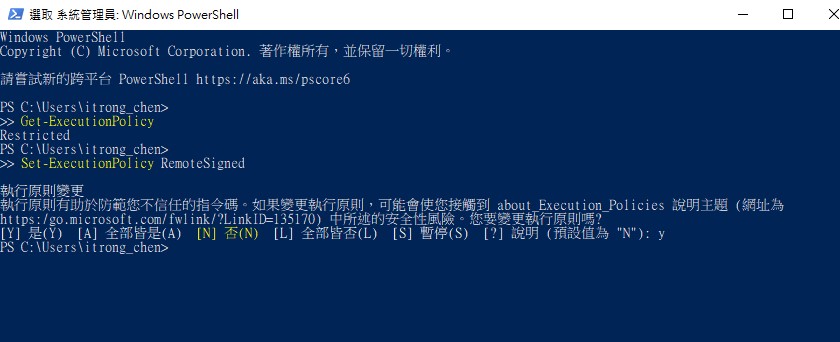 選取 系統管理員: Windows PowerShell
Windows PowerShell
Copyright (C) Microsoft Corporation. 著作權所有，並保留一切權利。
請嘗試新的跨平台 PowerShell https://aka.ms/pscore6
PS C:\Users\itrong_chen>
>> Get-ExecutionPolicy
Restricted
PS C:\Users\itrong_chen>
>> Set-ExecutionPolicy RemoteSigned
執行原則變更
執行原則有助於防範您不信任的指令碼。如果變更執行原則，可能會使您接觸到 about_Execution_Policies 說明主題 (網址為
https:/go.microsoft.com/fwlink/?LinkID=135170) 中所述的安全性風險。您要變更執行原則嗎?
[Y] 是(Y)  [A] 全部皆是(A)  [N] 否(N)  [L] 全部皆否(L)  [S] 暫停(S)  [?] 說明 (預設值為 "N"): y
PS C:\Users\itrong_chen>